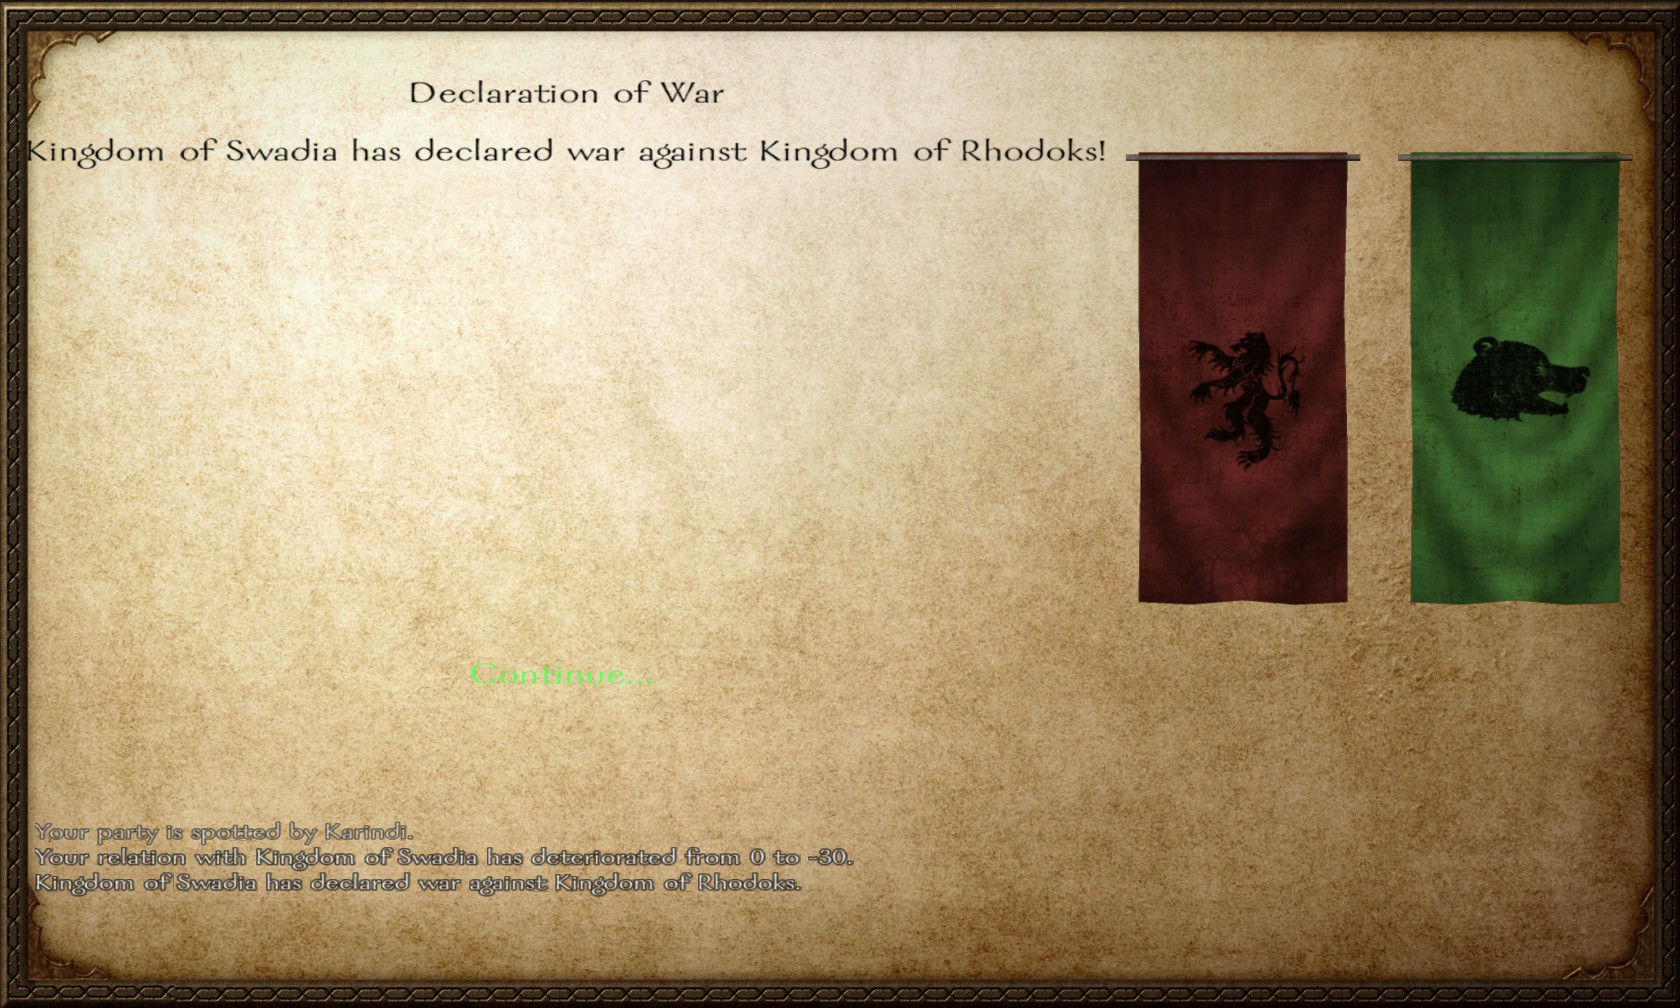 Declaration of War
Kingdom of Swadia has declared war against Kingdom of Rhodoks!
Continue...
Your party is spotted by Karindi.
Your relation with Kingdom of Swadia has deteriorated from 0 to -30.
Kingdom of Swadia has declared war against Kingdom of Rhodoks.